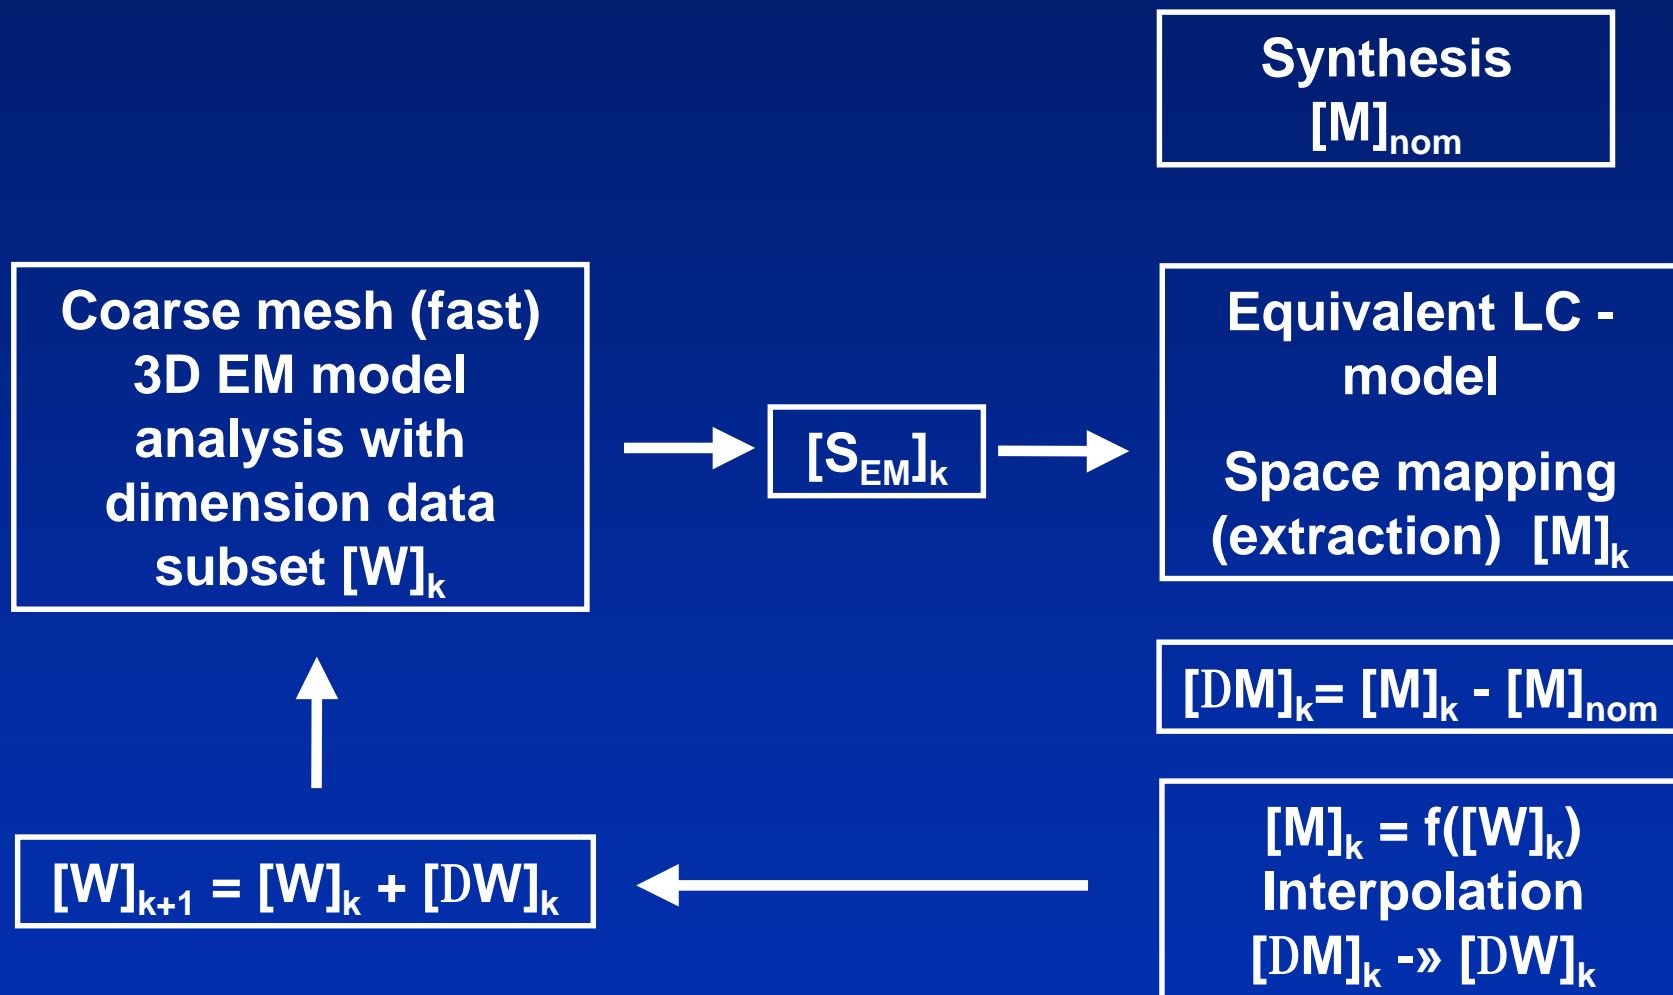 Synthesis
[M]nom
Coarse mesh (fast)
3D EM model
analysis with
dimension data
subset [W]k
[SEM]k
Equivalent LC -
model
Space mapping
(extraction) [M]k
[DM]k= [M]k - [M]nom
[M]k = f([W]k)
Interpolation
[DM]k -» [DW]k
[W]k+1 = [W]k + [DW]k